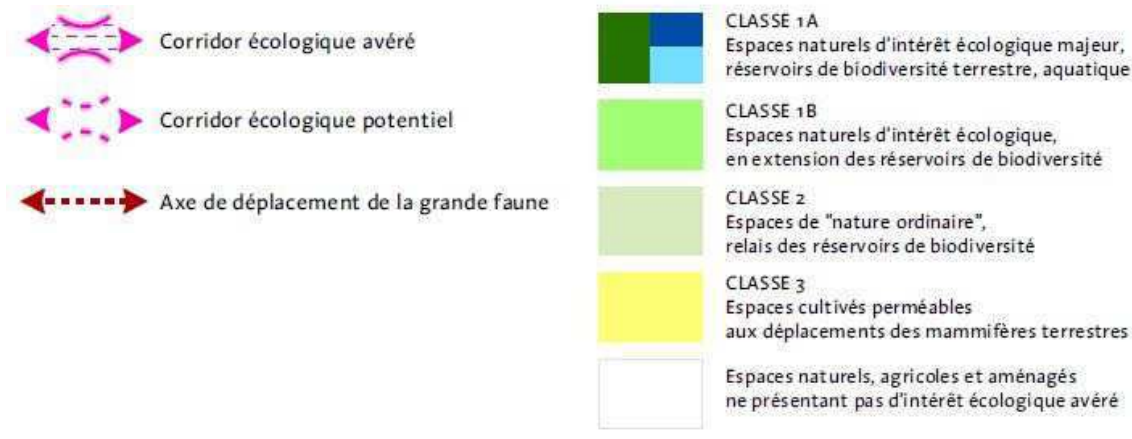 Corridor écologique avéré
Corridor écologique potentiel
Axe de déplacement de la grande faune
CLASSE 1A
Espaces naturels d'intérêt écologique majeur,
réservoirs de biodiversité terrestre, aquatique
CLASSE 1B
Espaces naturels d'intérêt écologique,
en extension des réservoirs de biodiversité
CLASSE 2
Espaces de "nature ordinaire",
relais des réservoirs de biodiversité
CLASSE 3
Espaces cultivés perméables
aux déplacements des mammifères terrestres
Espaces naturels, agricoles et aménagés
ne présentant pas d'intérêt écologique avéré